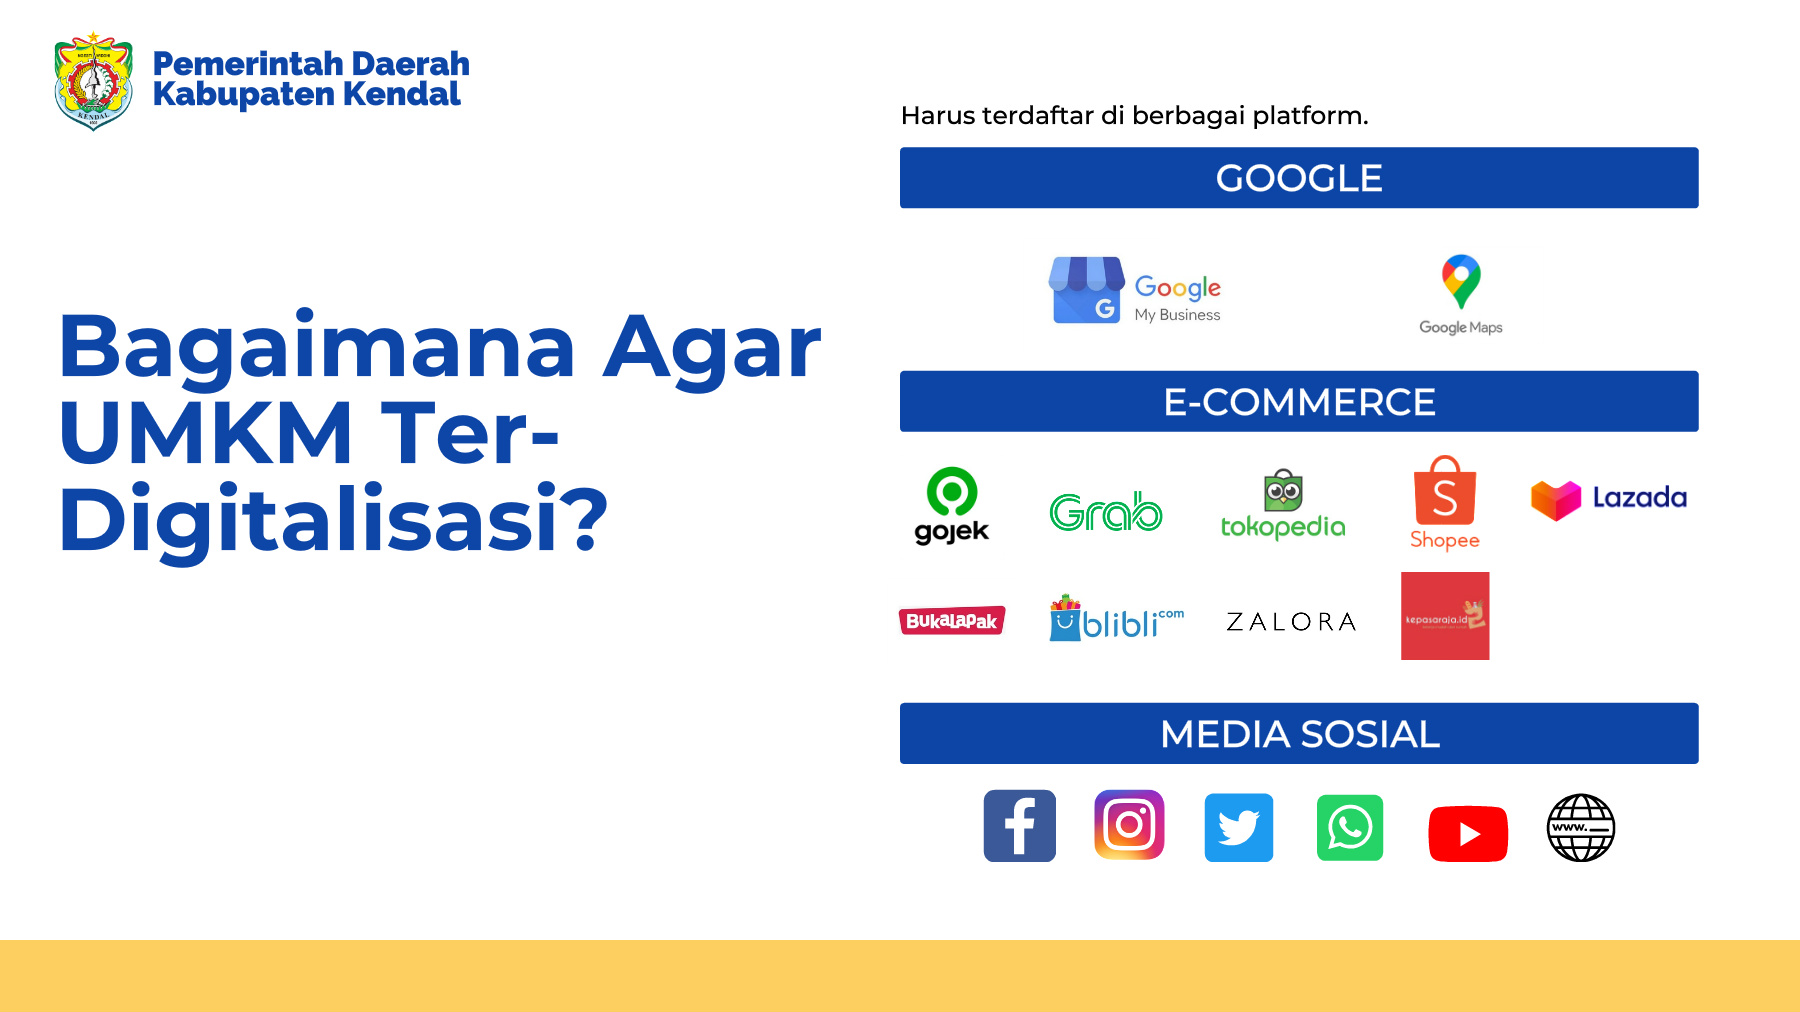 Pemerintah Daerah
Kabupaten Kendal
KENDAL
Bagaimana Agar
UMKM Ter-
Digitalisasi?
Harus terdaftar di berbagai platform.
GOOGLE
G
Google
My Business
Google Maps
E-COMMERCE
gojek
Grab
tokopedia
S
Shopee
Lazada
BukaLapak
blibli.com
ZALORA
kepasaraja.id
MEDIA SOSIAL
www.